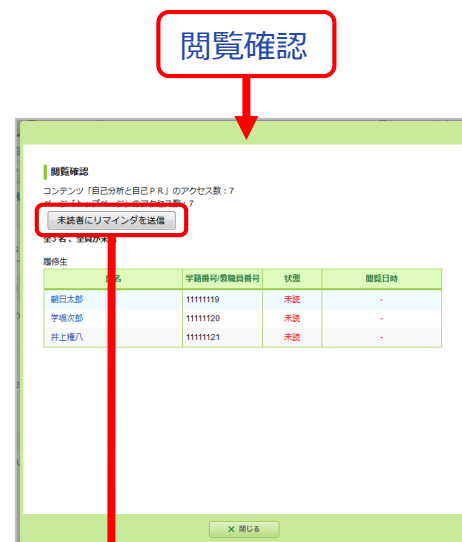 閲覧確認
閲覧確認
コンテンツ「自己分析と自己ＰＲ」のアクセス数：7
ページ「トップページ」のアクセス数：7
未読者にリマインダを送信
全3名、全員が未読
履修生
氏名 学籍番号/教職員番号 状態 閲覧日時
朝日太郎 11111119 未読 -
学場次郎 11111120 未読 -
井上権八 11111121 未読 -
× 閉じる